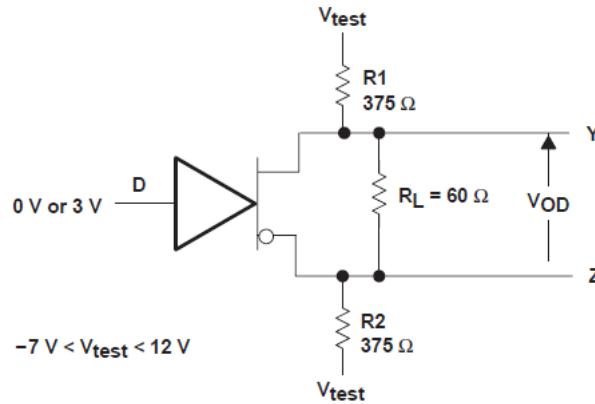 Vtest
R1
375 Ω
Y
D
0 V or 3 V
RL = 60 Ω
VOD
Z
R2
375 Ω
−7 V < Vtest < 12 V
Vtest